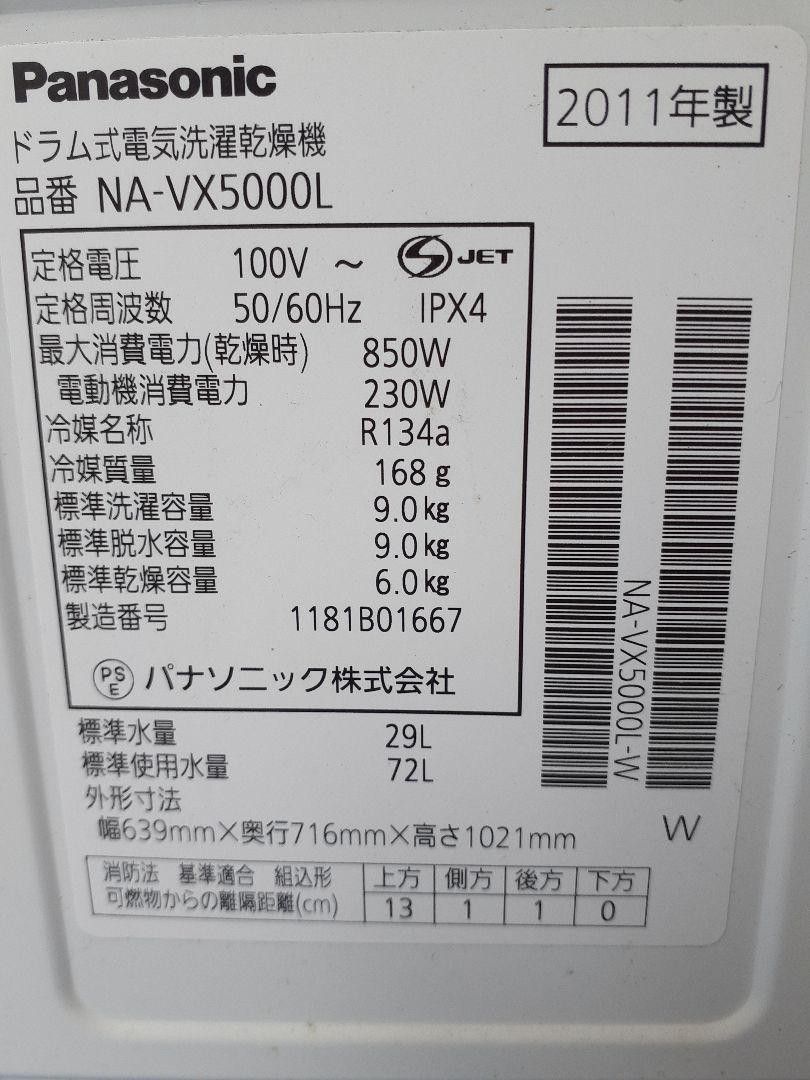 Panasonic
2011年製
ドラム式電気洗濯乾燥機
品番 NA-VX5000L
定格電圧 100V ～ S JET
定格周波数 50/60Hz IPX4
最大消費電力(乾燥時) 850W
電動機消費電力 230W
冷媒名称 R134a
冷媒質量 168g
標準洗濯容量 9.0kg
標準脱水容量 9.0kg
標準乾燥容量 6.0kg
製造番号 1181B01667
PSE パナソニック株式会社
標準水量 29L
標準使用水量 72L
外形寸法
幅639mm×奥行716mm×高さ1021mm
NA-VX5000L-W
W
消防法 基準適合 組込形 上方 側方 後方 下方
可燃物からの離隔距離(cm) 13 1 1 0